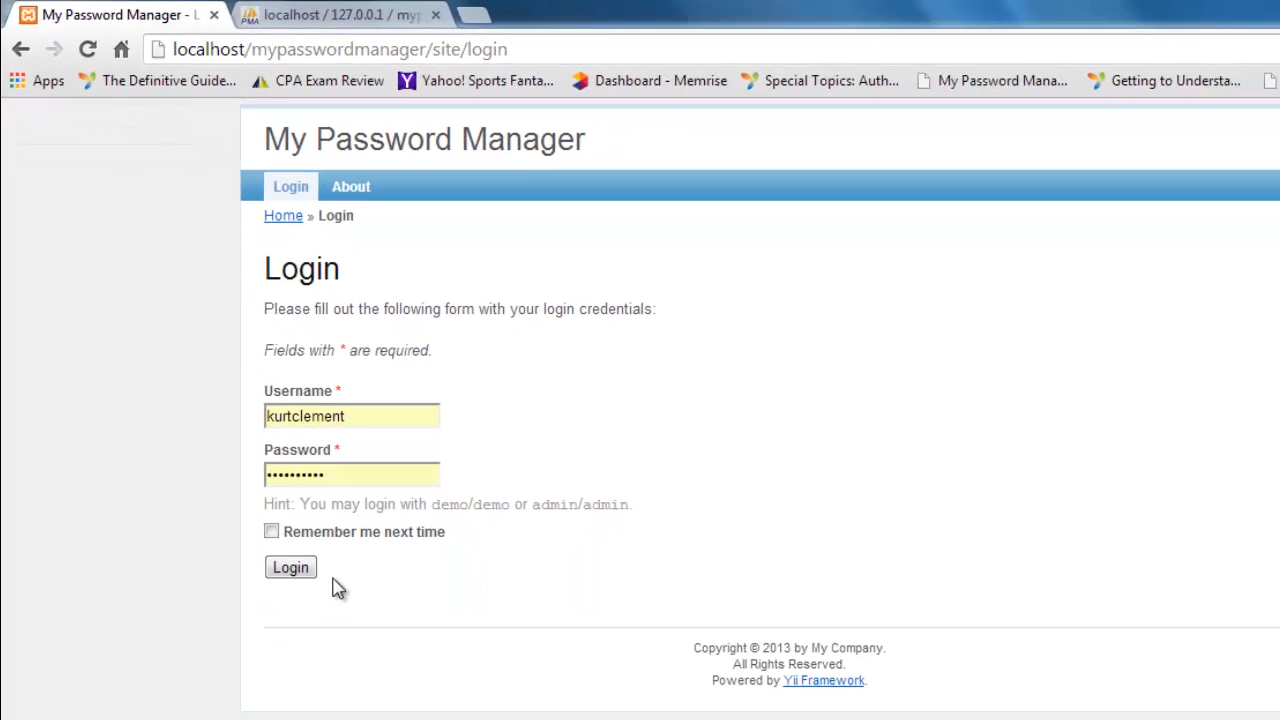 My Password Manager - L
localhost / 127.0.0.1 / myp
localhost/mypasswordmanager/site/login
Apps The Definitive Guide... CPA Exam Review Yahoo! Sports Fanta... Dashboard - Memrise Special Topics: Auth... My Password Mana... Getting to Understa...
My Password Manager
Login About
Home » Login
Login
Please fill out the following form with your login credentials:
Fields with * are required.
Username *
kurtclement
Password *
••••••••••
Hint: You may login with demo/demo or admin/admin.
Remember me next time
Login
Copyright © 2013 by My Company.
All Rights Reserved.
Powered by Yii Framework.